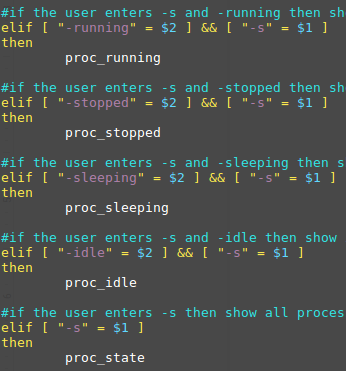 #if the user enters -s and -running then sh
elif [ "-running" = $2 ] && [ "-s" = $1 ]
then
proc_running
#if the user enters -s and -stopped then sh
elif [ "-stopped" = $2 ] && [ "-s" = $1 ]
then
proc_stopped
#if the user enters -s and -sleeping then s
elif [ "-sleeping" = $2 ] && [ "-s" = $1 ]
then
proc_sleeping
#if the user enters -s and -idle then show
elif [ "-idle" = $2 ] && [ "-s" = $1 ]
then
proc_idle
#if the user enters -s then show all proces
elif [ "-s" = $1 ]
then
proc_state